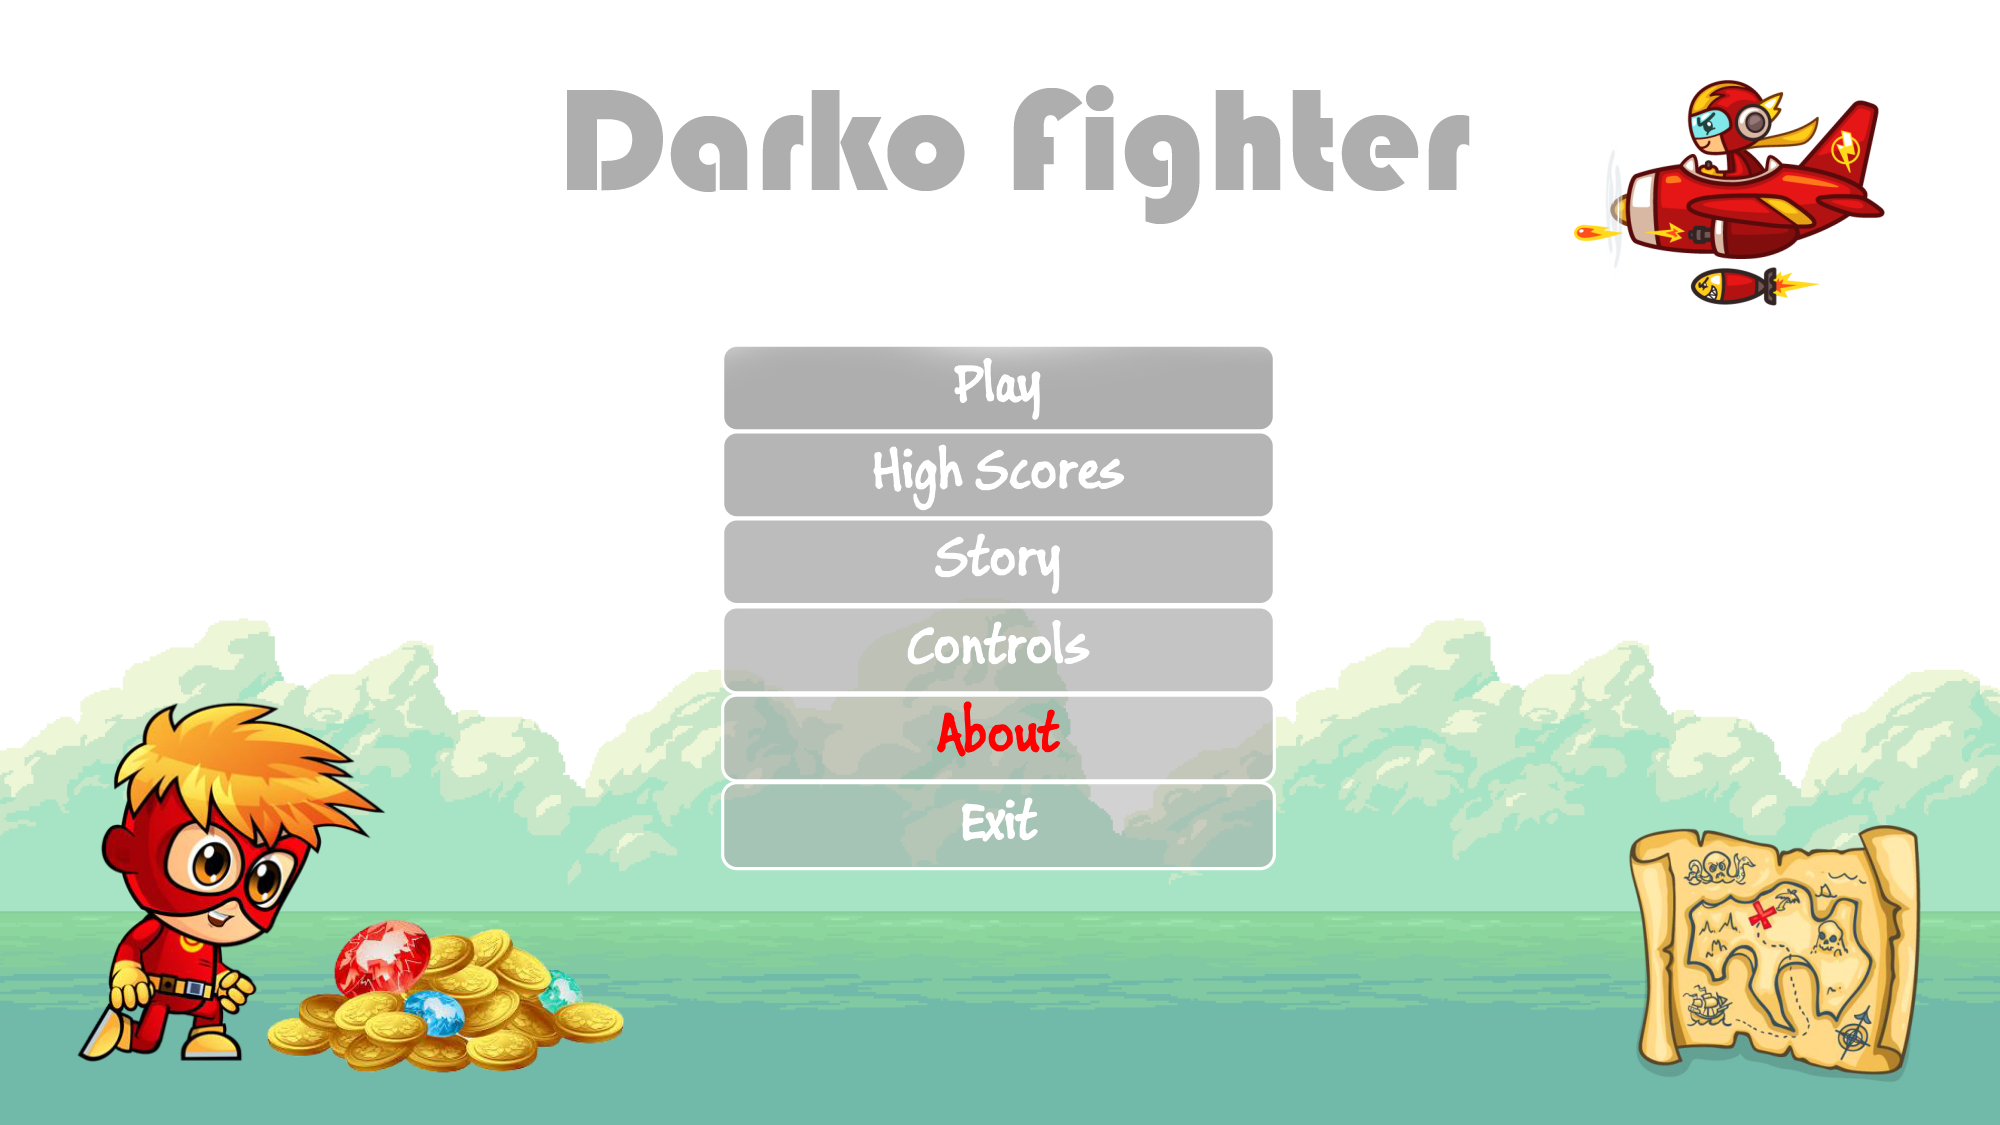 Darko Fighter
Play
High Scores
Story
Controls
About
Exit